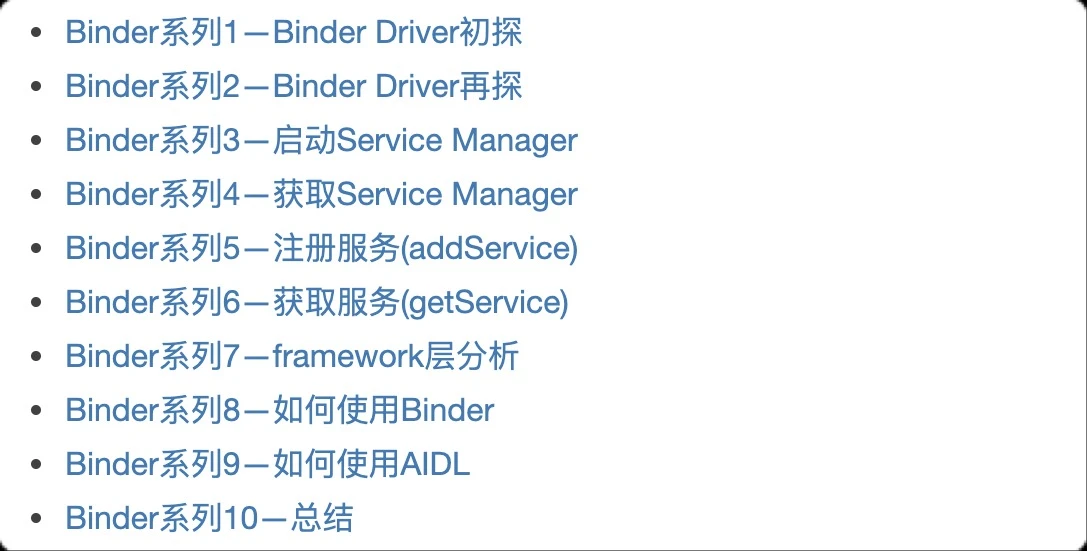 Binder系列1—Binder Driver初探
Binder系列2—Binder Driver再探
Binder系列3—启动Service Manager
Binder系列4—获取Service Manager
Binder系列5—注册服务(addService)
Binder系列6—获取服务(getService)
Binder系列7—framework层分析
Binder系列8—如何使用Binder
Binder系列9—如何使用AIDL
Binder系列10—总结